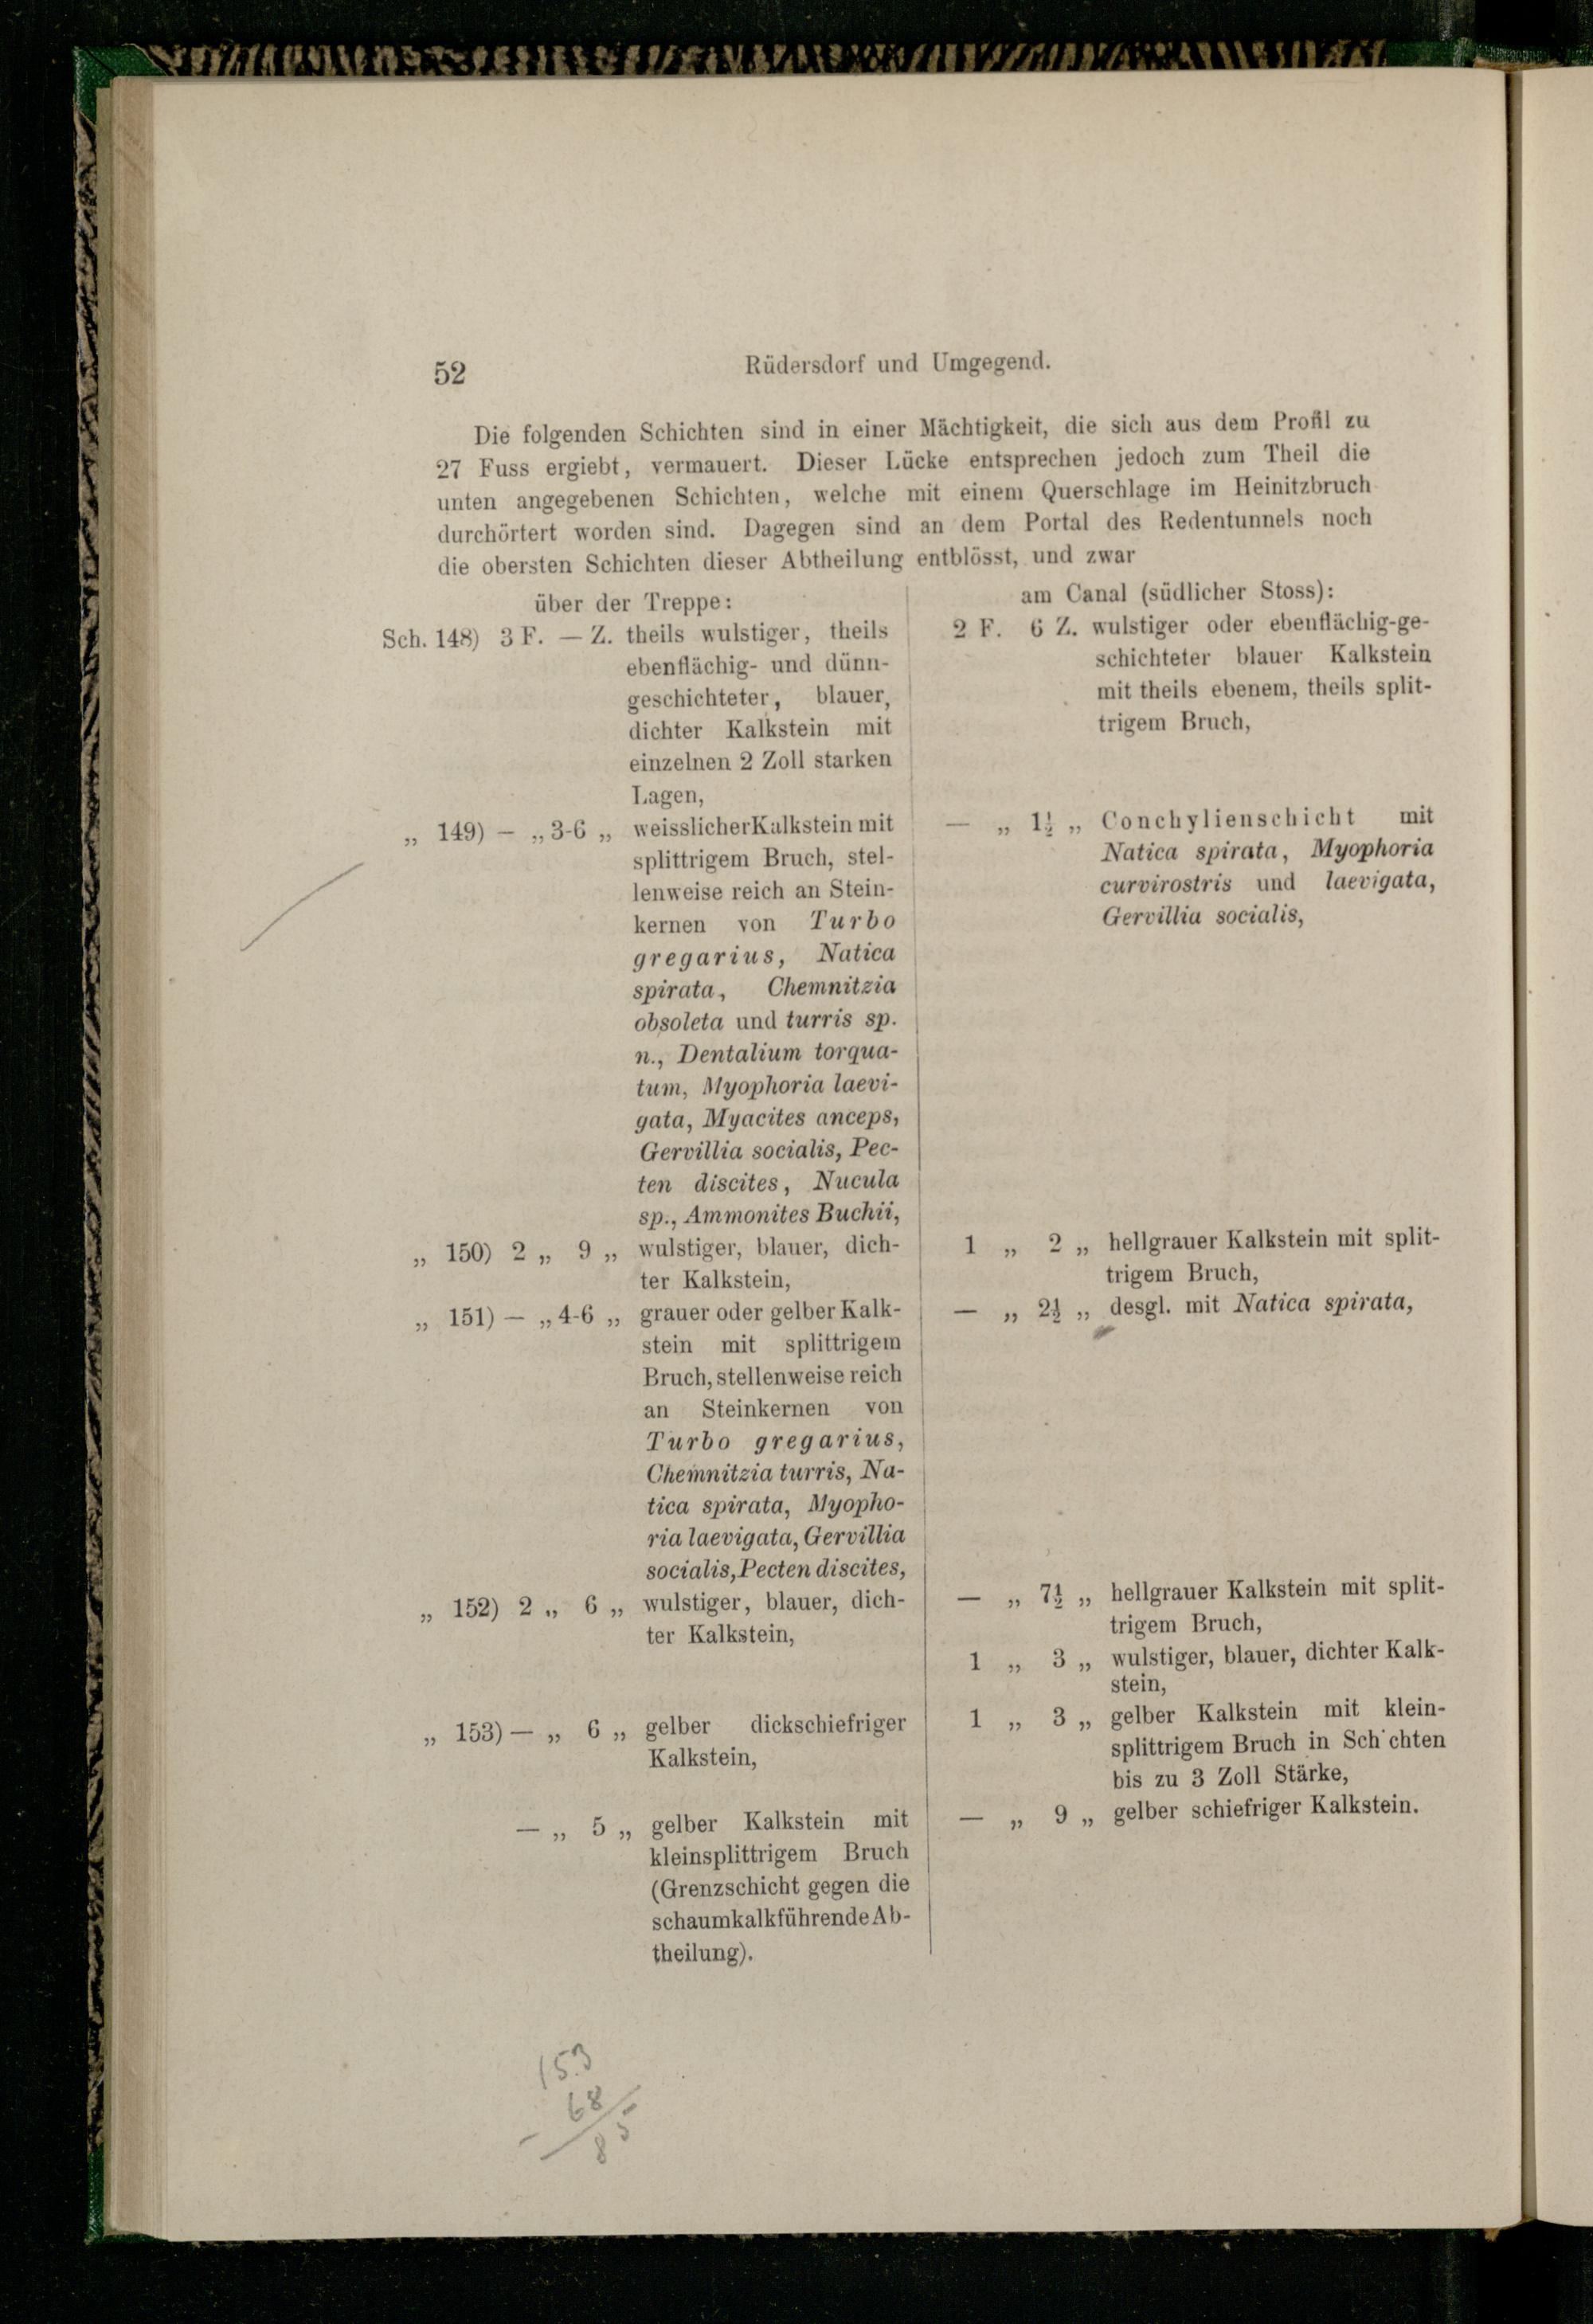 52
Rüdersdorf und Umgegend.
Die folgenden Schichten sind in einer Mächtigkeit, die sich aus dem Profil zu
27 Fuss ergiebt, vermauert. Dieser Lücke entsprechen jedoch zum Theil die
unten angegebenen Schichten, welche mit einem Querschlage im Heinitzbruch
durchörtert worden sind. Dagegen sind an dem Portal des Redentunnels noch
die obersten Schichten dieser Abtheilung entblösst, und zwar
über der Treppe:
Sch. 148) 3 F. — Z. theils wulstiger, theils
ebenflächig- und dünn-
geschichteter, blauer,
dichter Kalkstein mit
einzelnen 2 Zoll starken
Lagen,
„ 149) — „ 3-6 „ weisslicher Kalkstein mit
splittrigem Bruch, stel-
lenweise reich an Stein-
kernen von Turbo
gregarius, Natica
spirata, Chemnitzia
obsoleta und turris sp.
n., Dentalium torqua-
tum, Myophoria laevi-
gata, Myacites anceps,
Gervillia socialis, Pec-
ten discites, Nucula
sp., Ammonites Buchii,
„ 150) 2 „ 9 „ wulstiger, blauer, dich-
ter Kalkstein,
„ 151) — „ 4-6 „ grauer oder gelber Kalk-
stein mit splittrigem
Bruch, stellenweise reich
an Steinkernen von
Turbo gregarius,
Chemnitzia turris, Na-
tica spirata, Myopho-
ria laevigata, Gervillia
socialis, Pecten discites,
„ 152) 2 „ 6 „ wulstiger, blauer, dich-
ter Kalkstein,
„ 153) — „ 6 „ gelber dickschiefriger
Kalkstein,
— „ 5 „ gelber Kalkstein mit
kleinsplittrigem Bruch
(Grenzschicht gegen die
schaumkalkführende Ab-
theilung).
am Canal (südlicher Stoss):
2 F. 6 Z. wulstiger oder ebenflächig-ge-
schichteter blauer Kalkstein
mit theils ebenem, theils split-
trigem Bruch,
— „ 1½ „ Conchylienschicht mit
Natica spirata, Myophoria
curvirostris und laevigata,
Gervillia socialis,
1 „ 2 „ hellgrauer Kalkstein mit split-
trigem Bruch,
— „ 2½ „ desgl. mit Natica spirata,
— „ 7½ „ hellgrauer Kalkstein mit split-
trigem Bruch,
1 „ 3 „ wulstiger, blauer, dichter Kalk-
stein,
1 „ 3 „ gelber Kalkstein mit klein-
splittrigem Bruch in Sch chten
bis zu 3 Zoll Stärke,
— „ 9 „ gelber schiefriger Kalkstein.
153
68
85